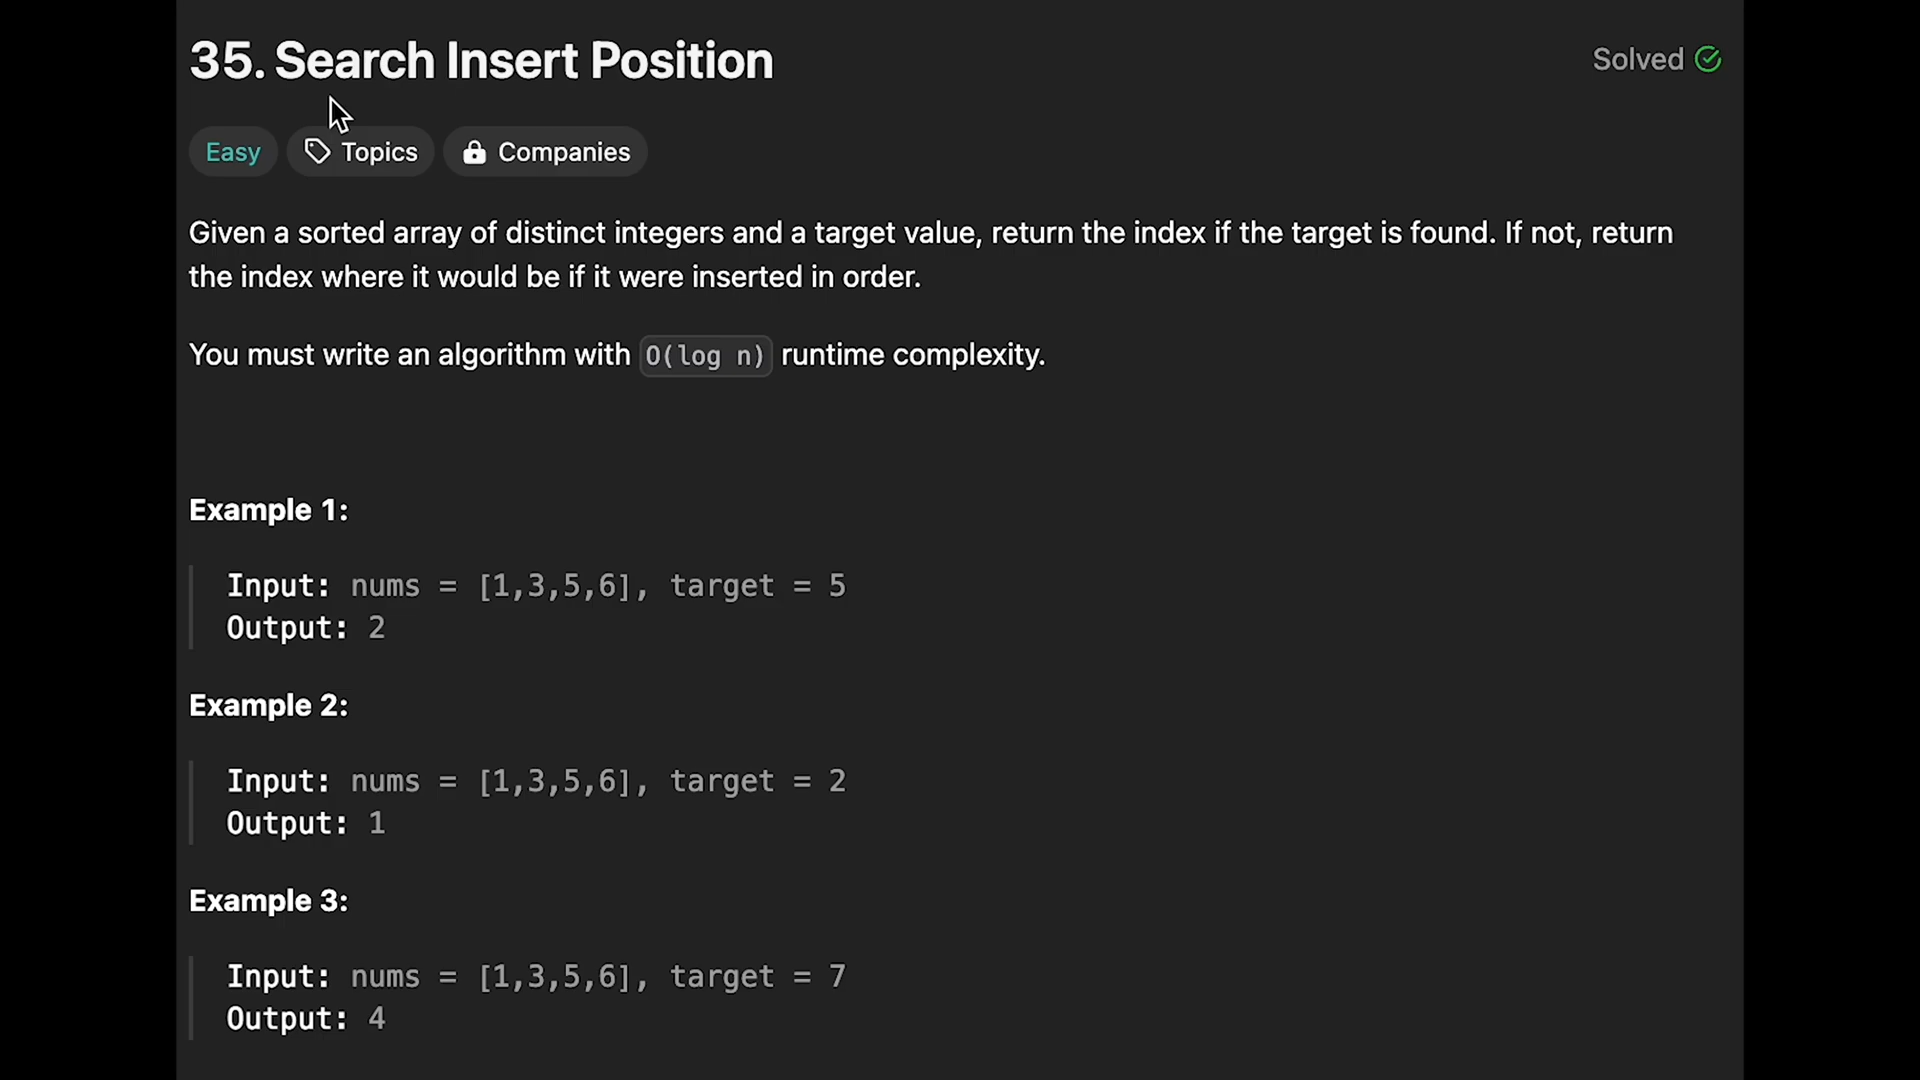 35. Search Insert Position
Solved
Easy Topics Companies
Given a sorted array of distinct integers and a target value, return the index if the target is found. If not, return
the index where it would be if it were inserted in order.
You must write an algorithm with O(log n) runtime complexity.
Example 1:
Input: nums = [1,3,5,6], target = 5
Output: 2
Example 2:
Input: nums = [1,3,5,6], target = 2
Output: 1
Example 3:
Input: nums = [1,3,5,6], target = 7
Output: 4